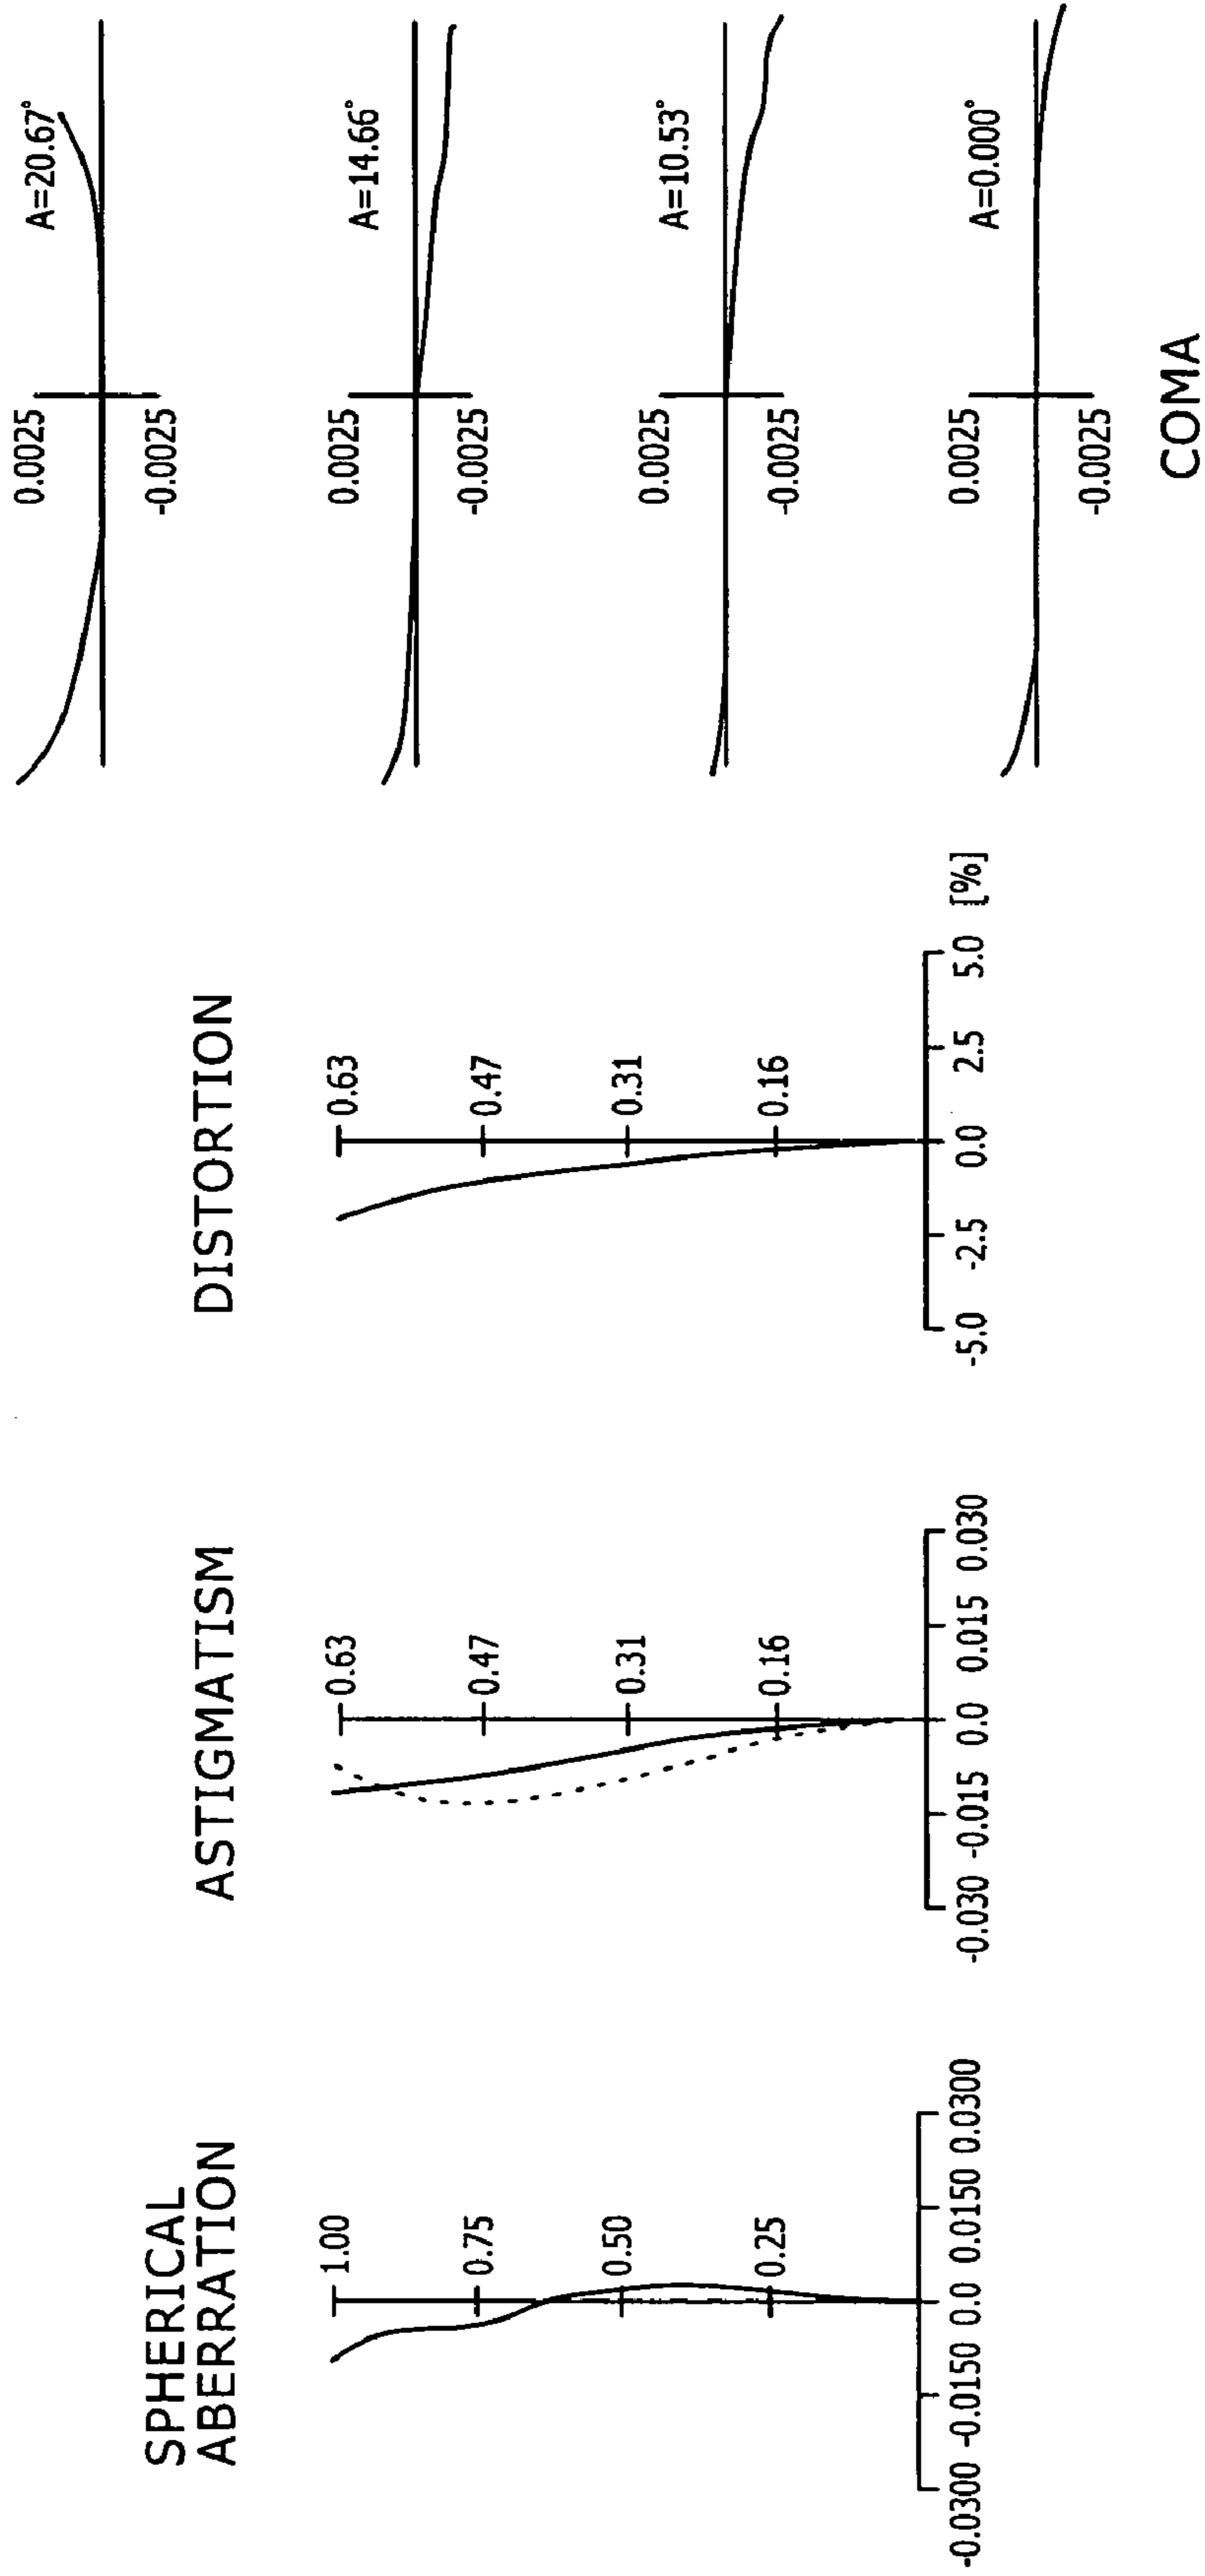 SPHERICAL
ABERRATION
1.00
0.75
0.50
0.25
-0.0300 -0.0150 0.0 0.0150 0.0300
ASTIGMATISM
0.63
0.47
0.31
0.16
-0.030 -0.015 0.0 0.015 0.030
DISTORTION
0.63
0.47
0.31
0.16
-5.0 -2.5 0.0 2.5 5.0 [%]
0.0025
A=20.67°
-0.0025
0.0025
A=14.66°
-0.0025
0.0025
A=10.53°
-0.0025
0.0025
A=0.000°
-0.0025
COMA